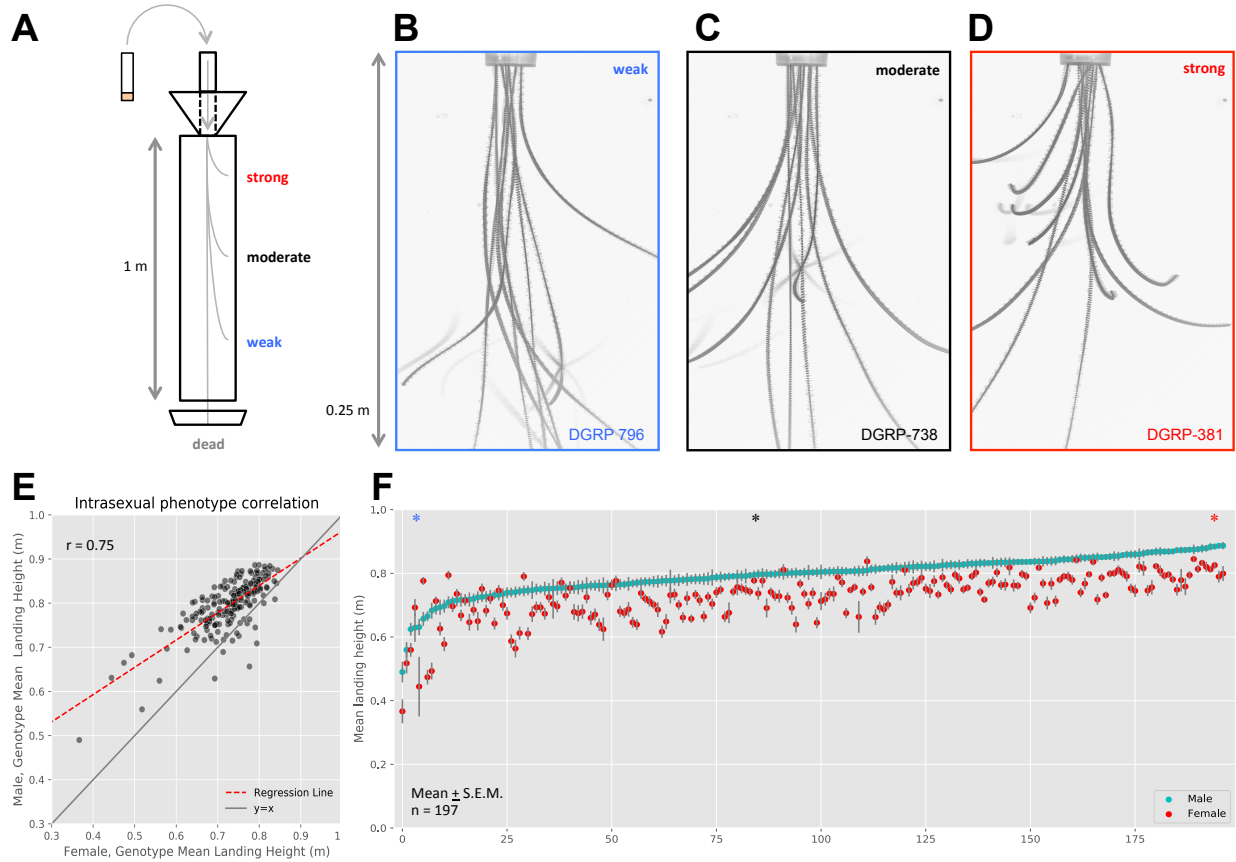 A
B
C
D
strong
1 m
moderate
weak
dead
0.25 m
weak
DGRP 796
moderate
DGRP-738
strong
DGRP-381
E
Intrasexual phenotype correlation
Male, Genotype Mean Landing Height (m)
1.0
0.9
0.8
0.7
0.6
0.5
0.4
0.3
r = 0.75
Regression Line
y=x
0.3
0.4
0.5
0.6
0.7
0.8
0.9
1
Female, Genotype Mean Landing Height (m)
F
Mean landing height (m)
1.0
0.8
0.6
0.4
0.2
0.0
*
*
*
Mean + S.E.M.
n = 197
Male
Female
0
25
50
75
100
125
150
175